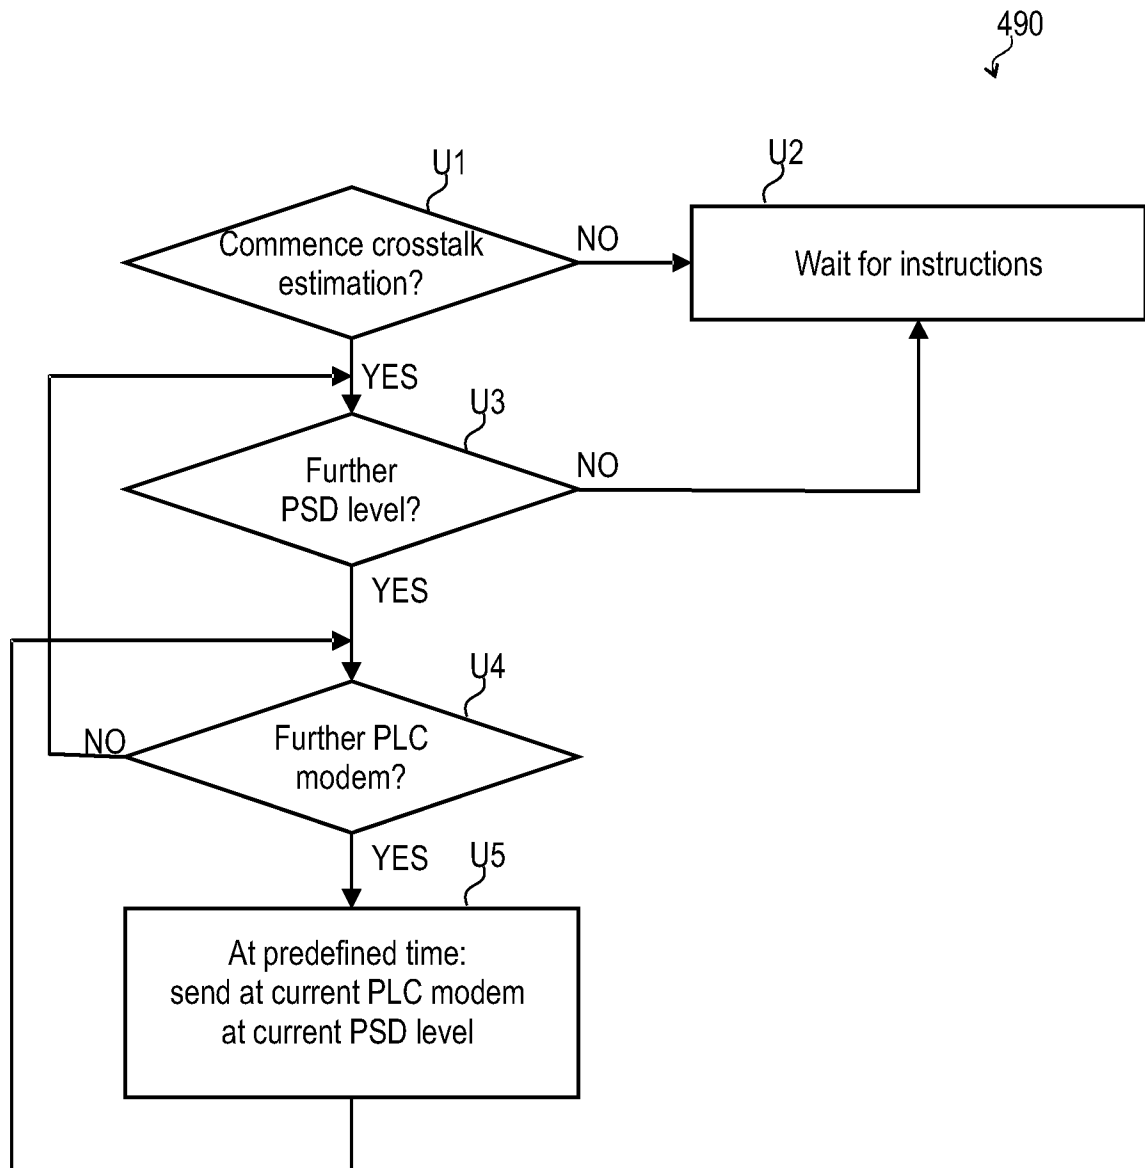 490
U1
U2
Commence crosstalk
estimation?
NO
Wait for instructions
YES
U3
Further
PSD level?
NO
YES
U4
Further PLC
modem?
NO
YES
U5
At predefined time:
send at current PLC modem
at current PSD level